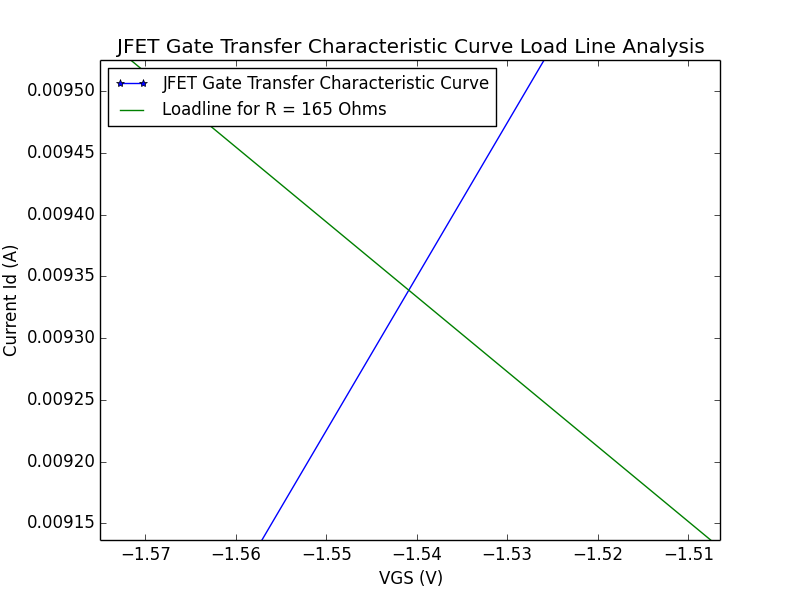 JFET Gate Transfer Characteristic Curve Load Line Analysis
JFET Gate Transfer Characteristic Curve
Loadline for R = 165 Ohms
Current Id (A)
0.00950
0.00945
0.00940
0.00935
0.00930
0.00925
0.00920
0.00915
−1.57 −1.56 −1.55 −1.54 −1.53 −1.52 −1.51
VGS (V)